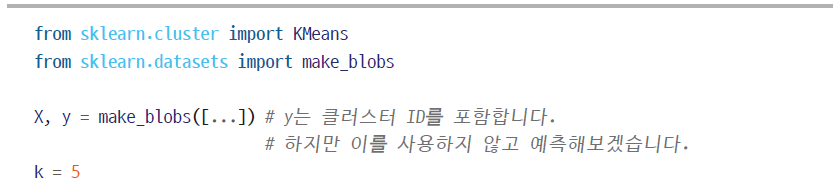 from sklearn.cluster import KMeans
from sklearn.datasets import make_blobs
X, y = make_blobs([...]) # y는 클러스터 ID를 포함합니다.
# 하지만 이를 사용하지 않고 예측해보겠습니다.
k = 5